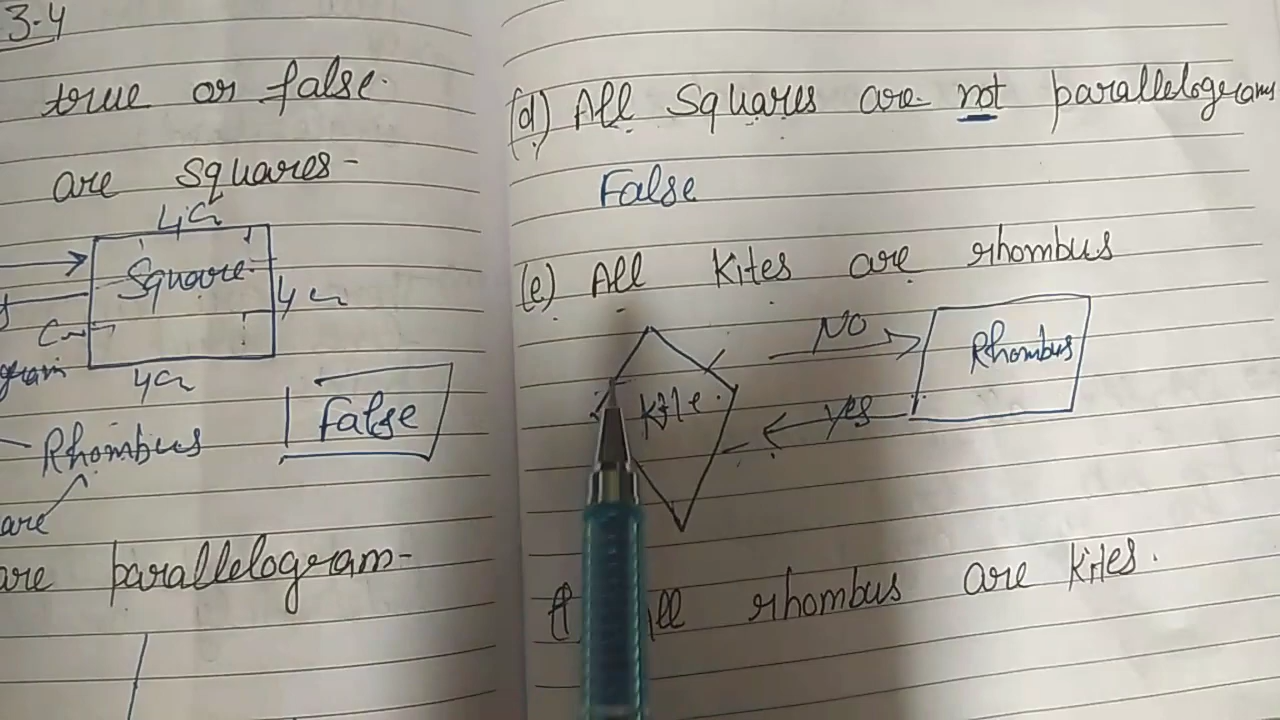 3.4
true or false.
are squares-
4cm
Square
4cm
4cm
False
Rhombus
are
are parallelogram-
(d) All Squares are not parallelograms
False
(e) All Kites are rhombus
NO
Rhombus
Kite.
yes
rhombus are kites.